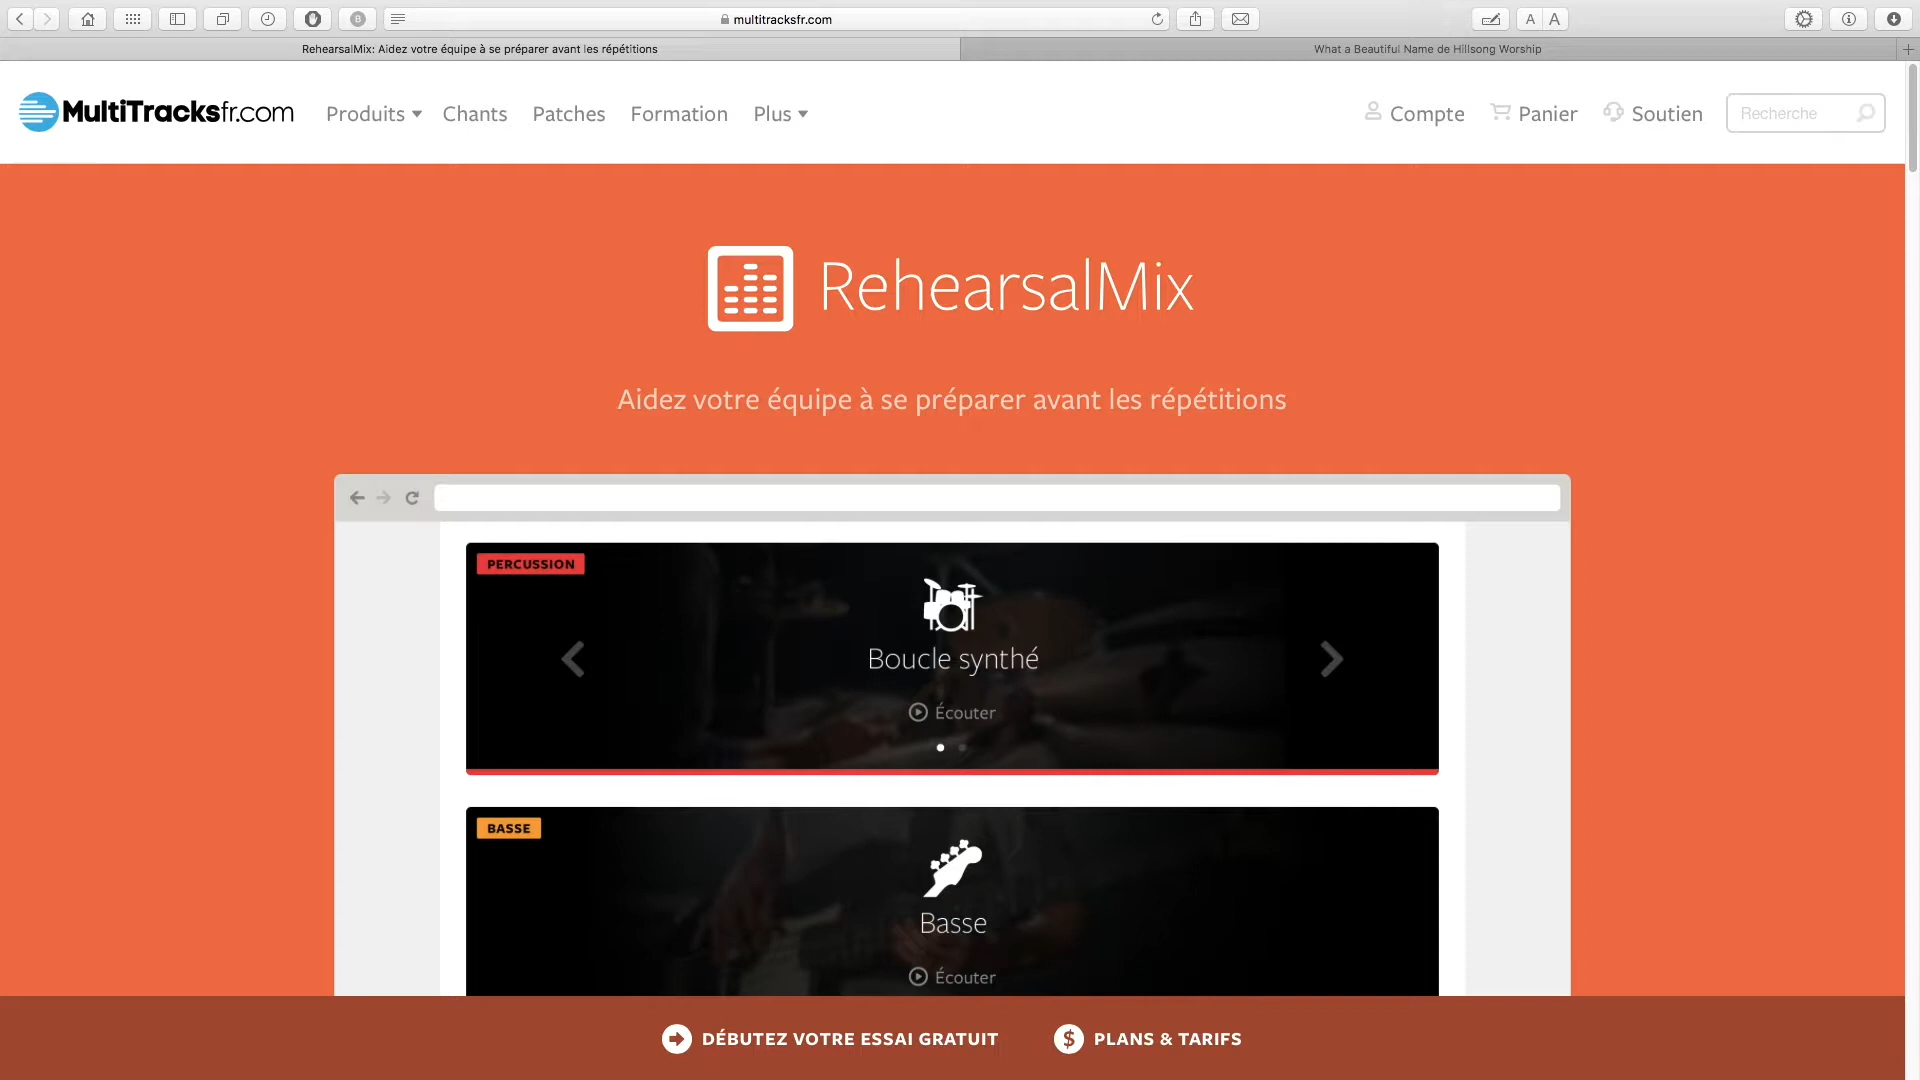 B
multitracksfr.com
A A
RehearsalMix: Aidez votre équipe à se préparer avant les répétitions
What a Beautiful Name de Hillsong Worship
MultiTracksfr.com
Produits
Chants
Patches
Formation
Plus
Compte
Panier
Soutien
Recherche
RehearsalMix
Aidez votre équipe à se préparer avant les répétitions
PERCUSSION
Boucle synthé
Écouter
BASSE
Basse
Écouter
DÉBUTEZ VOTRE ESSAI GRATUIT
$ PLANS & TARIFS